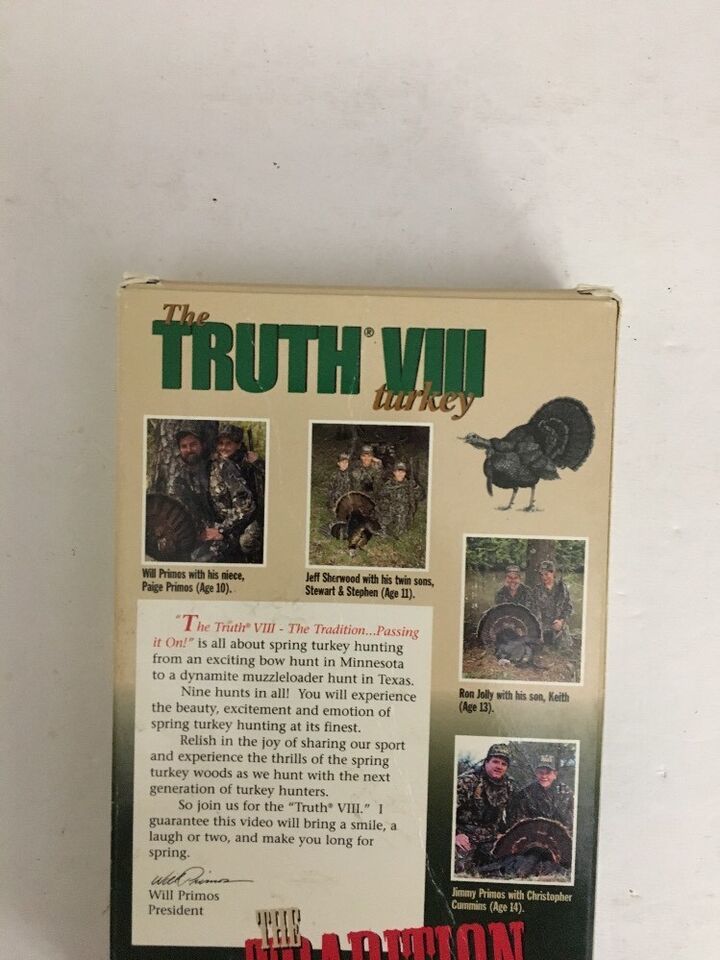 The
TRUTH® VIII
turkey
Will Primos with his niece,
Paige Primos (Age 10).
Jeff Sherwood with his twin sons,
Stewart & Stephen (Age 11).
Ron Jolly with his son, Keith
(Age 13).
Jimmy Primos with Christopher
Cummins (Age 14).
"The Truth® VIII - The Tradition...Passing
it On!" is all about spring turkey hunting
from an exciting bow hunt in Minnesota
to a dynamite muzzleloader hunt in Texas.
Nine hunts in all! You will experience
the beauty, excitement and emotion of
spring turkey hunting at its finest.
Relish in the joy of sharing our sport
and experience the thrills of the spring
turkey woods as we hunt with the next
generation of turkey hunters.
So join us for the "Truth® VIII." I
guarantee this video will bring a smile, a
laugh or two, and make you long for
spring.
Will Primos
Will Primos
President
THE
TRADITION